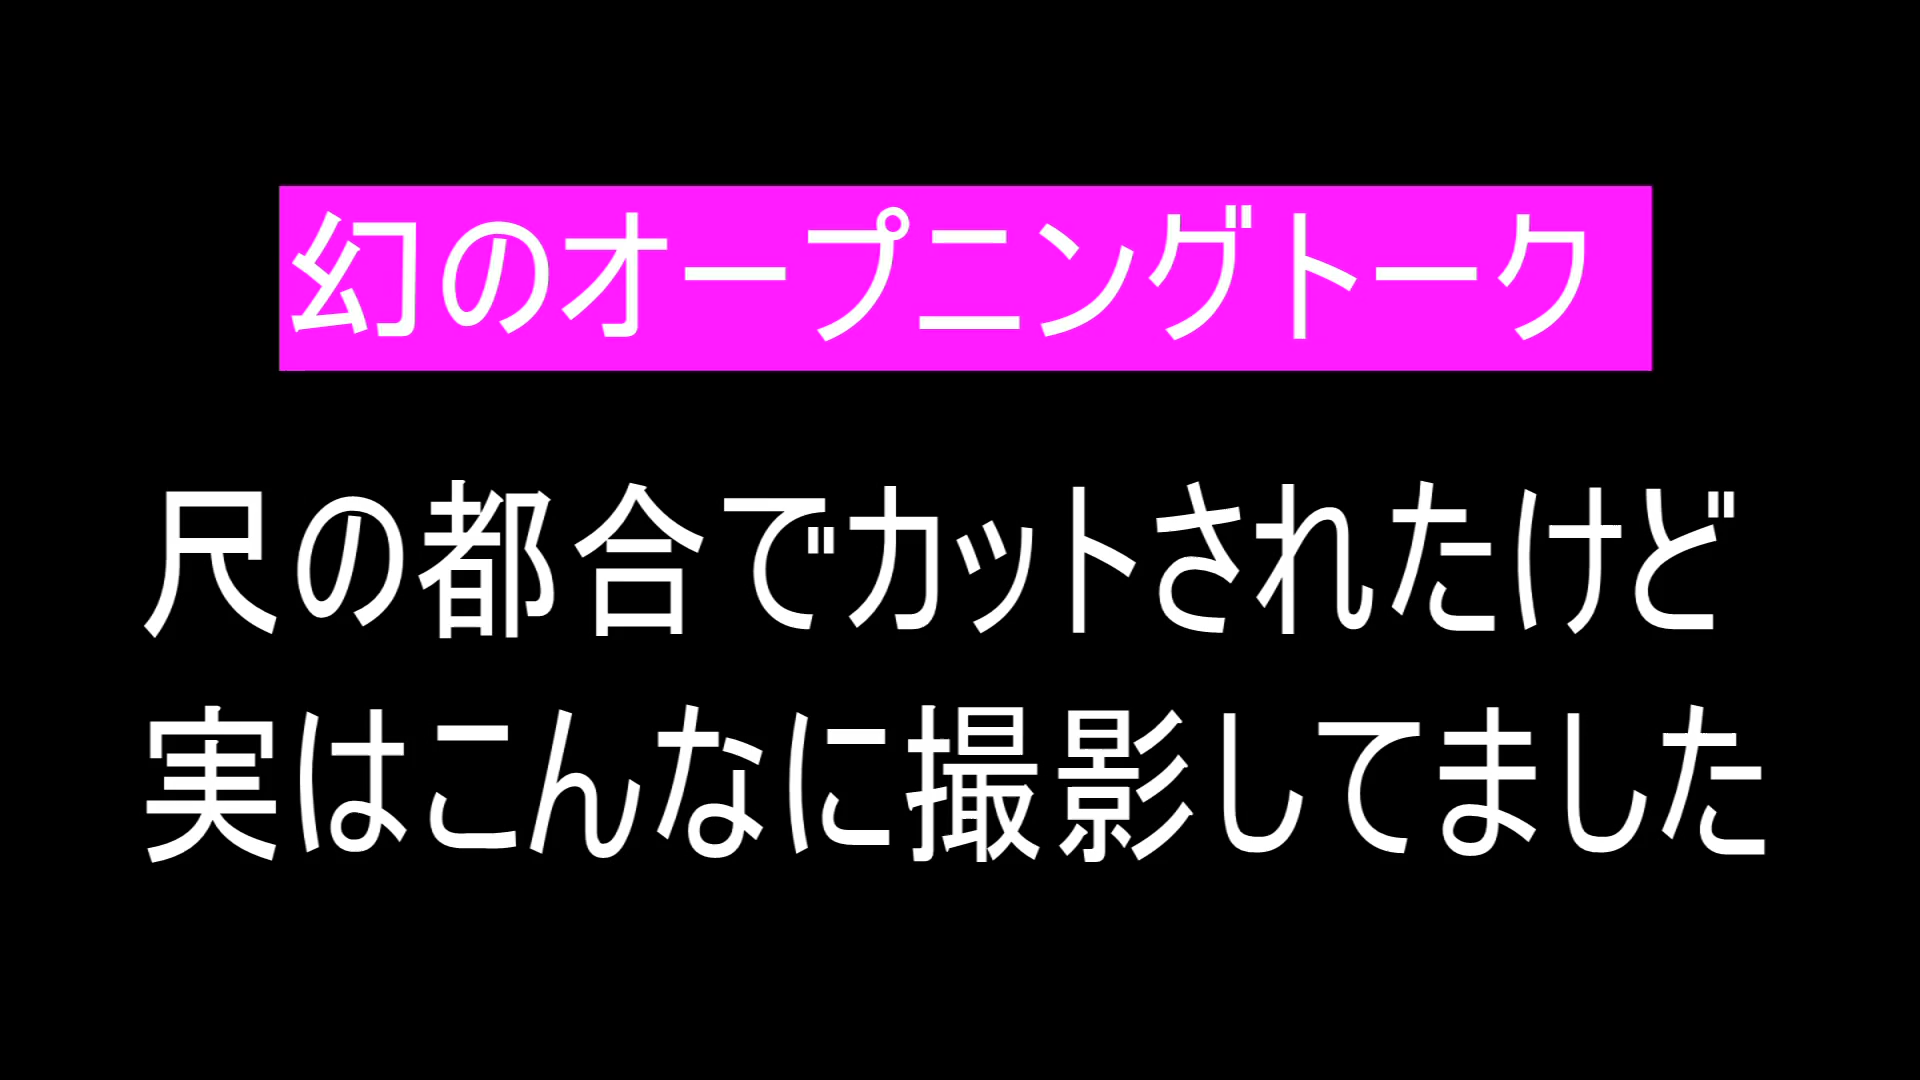 幻のオープニングトーク
尺の都合でカットされたけど
実はこんなに撮影してました